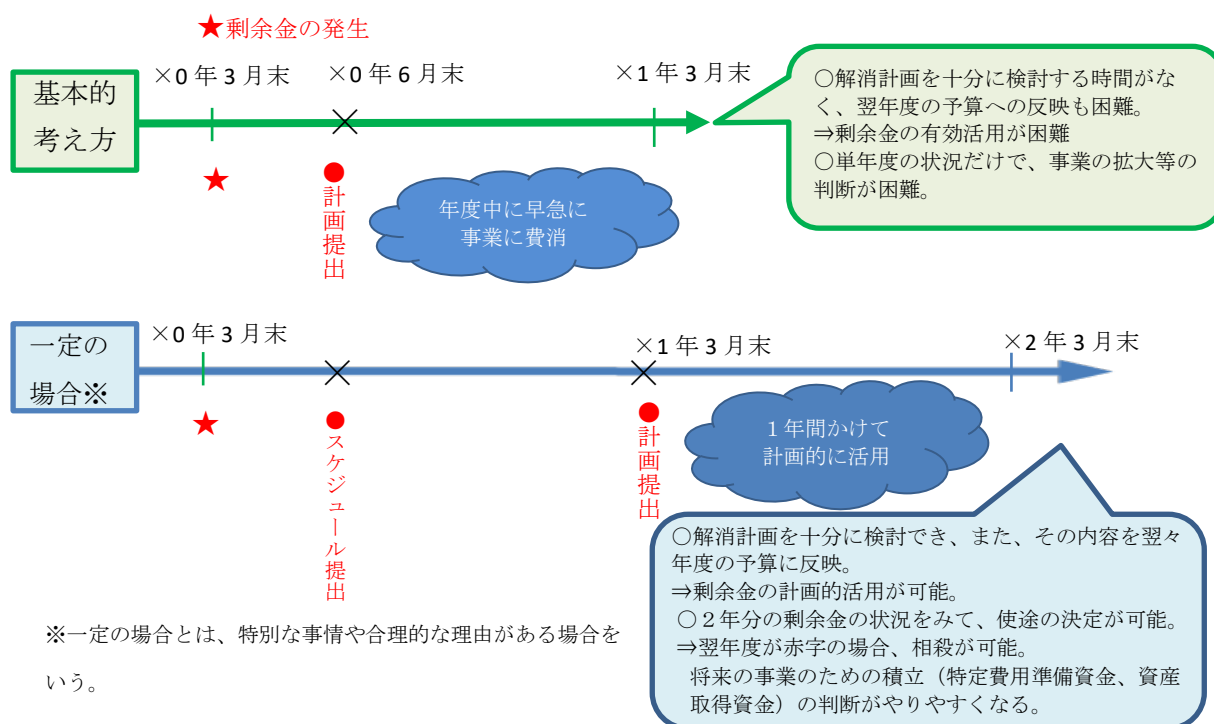 ★剰余金の発生
×0年3月末
×0年6月末
×1年3月末
基本的
考え方
★
●計画提出
年度中に早急に
事業に費消
○解消計画を十分に検討する時間がな
く、翌年度の予算への反映も困難。
⇒剰余金の有効活用が困難
○単年度の状況だけで、事業の拡大等の
判断が困難。
×0年3月末
×1年3月末
×2年3月末
一定の
場合※
★
●スケジュール提出
●計画提出
１年間かけて
計画的に活用
○解消計画を十分に検討でき、また、その内容を翌々
年度の予算に反映。
⇒剰余金の計画的活用が可能。
○２年分の剰余金の状況をみて、使途の決定が可能。
⇒翌年度が赤字の場合、相殺が可能。
将来の事業のための積立（特定費用準備資金、資産
取得資金）の判断がやりやすくなる。
※一定の場合とは、特別な事情や合理的な理由がある場合を
いう。